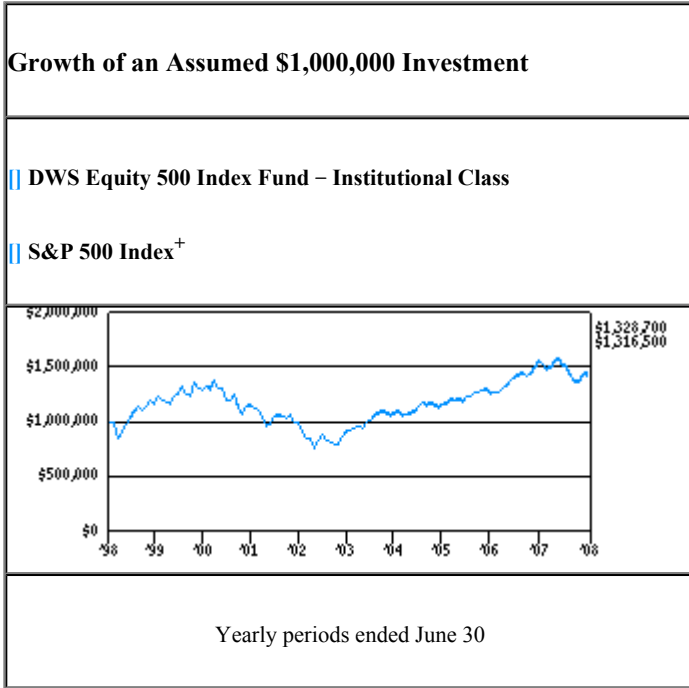 Growth of an Assumed $1,000,000 Investment
[] DWS Equity 500 Index Fund − Institutional Class
[] S&P 500 Index+
$2,000,000
$1,328,700
$1,316,500
$1,500,000
$1,000,000
$500,000
$0
'98 '99 '00 '01 '02 '03 '04 '05 '06 '07 '08
Yearly periods ended June 30